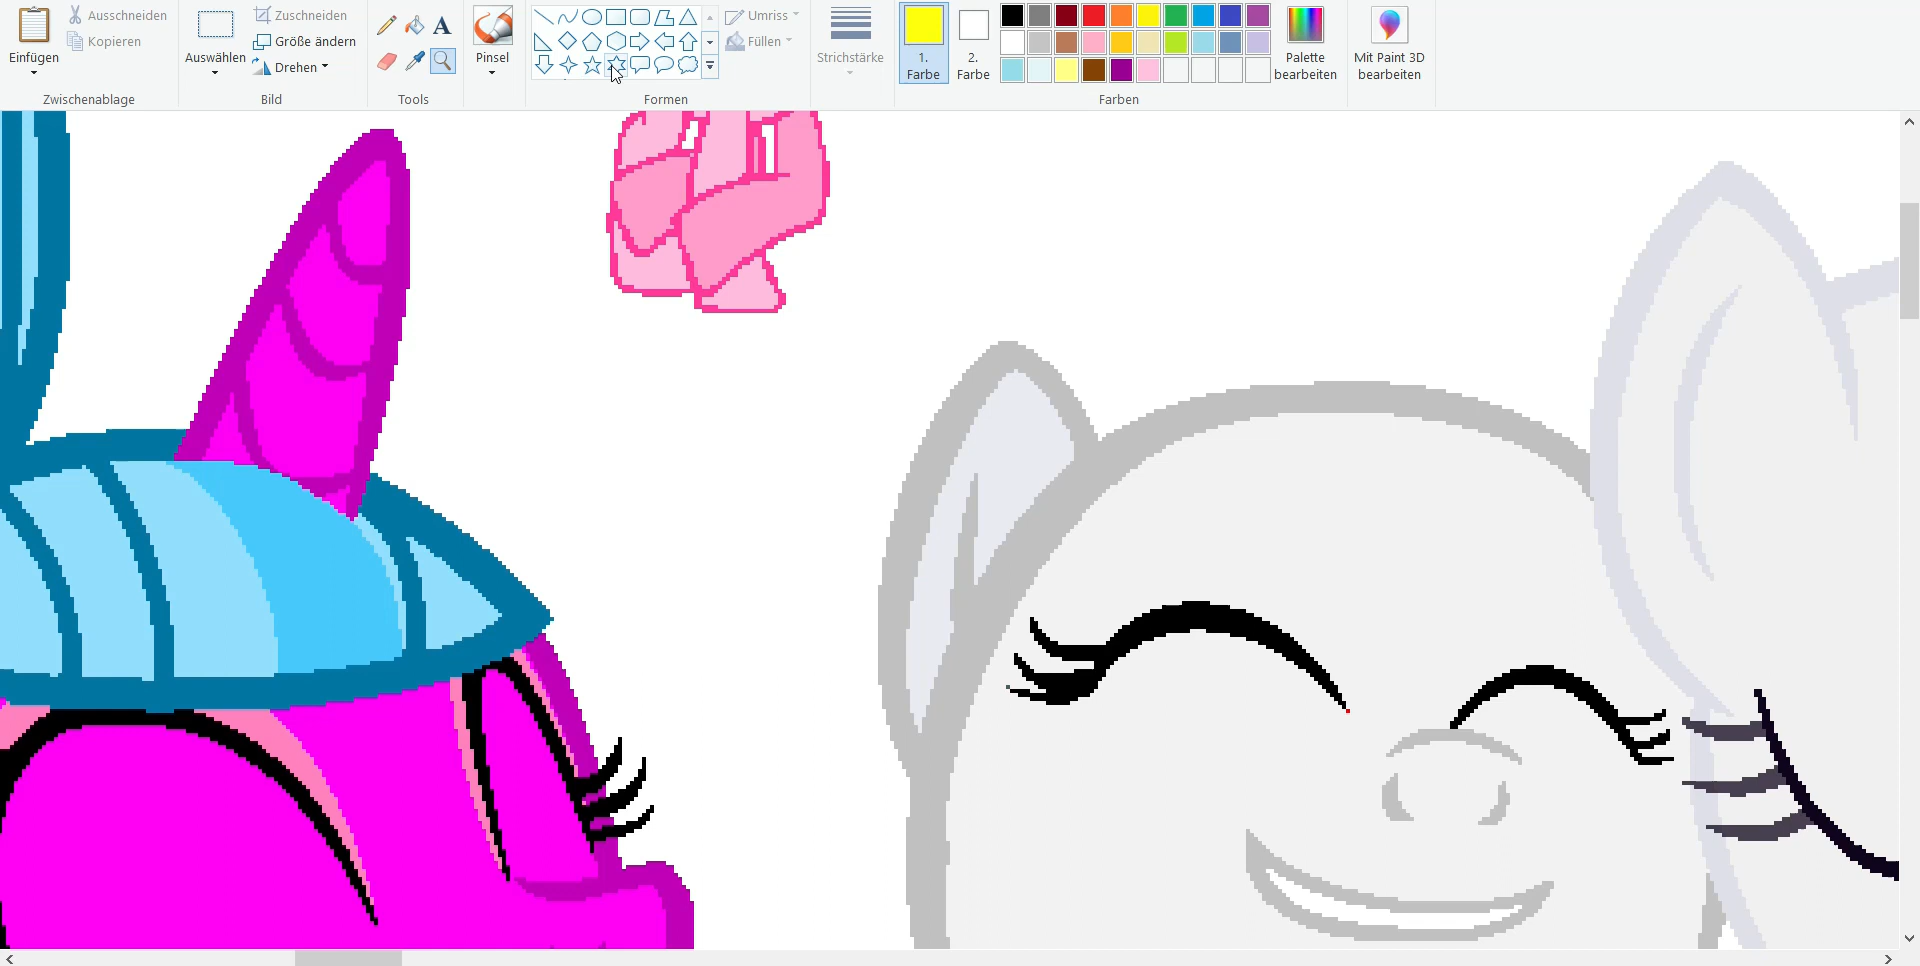 Einfügen
Zwischenablage
Ausschneiden
Kopieren
Auswählen
Zuschneiden
Größe ändern
Drehen
Bild
A
Tools
Pinsel
Formen
Umriss
Füllen
Strichstärke
1.
Farbe
2.
Farbe
Farben
Palette
bearbeiten
Mit Paint 3D
bearbeiten